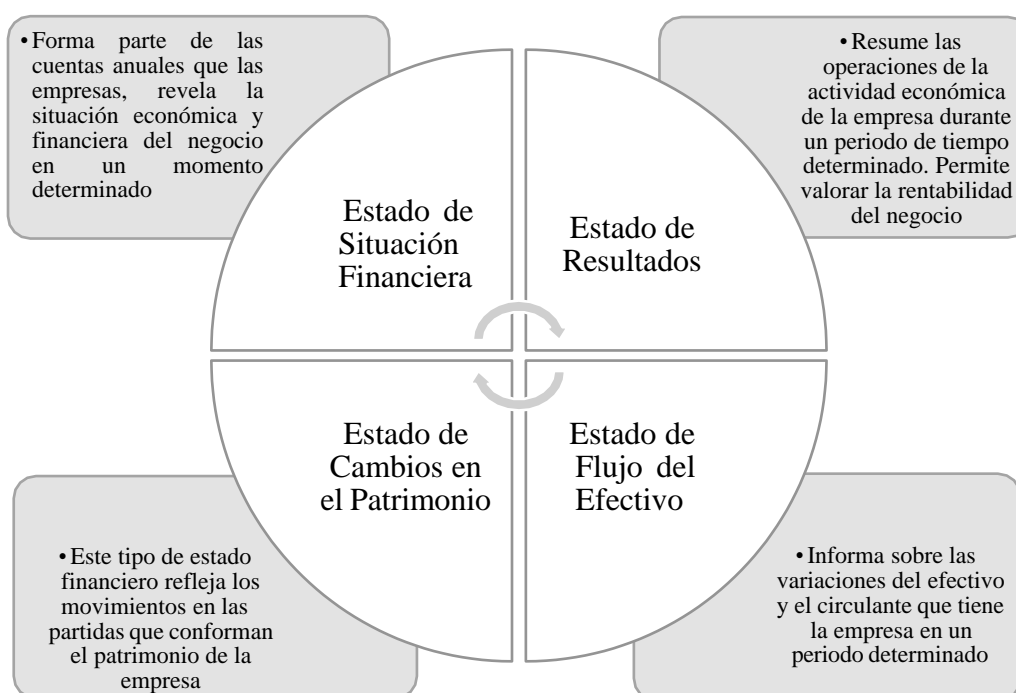 •Forma parte de las
cuentas anuales que las
empresas, revela la
situación económica y
financiera del negocio
en un momento
determinado
•Resume las
operaciones de la
actividad económica
de la empresa durante
un periodo de tiempo
determinado. Permite
valorar la rentabilidad
del negocio
Estado de
Situación
Financiera
Estado de
Resultados
Estado de
Cambios en
el Patrimonio
Estado de
Flujo del
Efectivo
•Este tipo de estado
financiero refleja los
movimientos en las
partidas que conforman
el patrimonio de la
empresa
•Informa sobre las
variaciones del efectivo
y el circulante que tiene
la empresa en un
periodo determinado